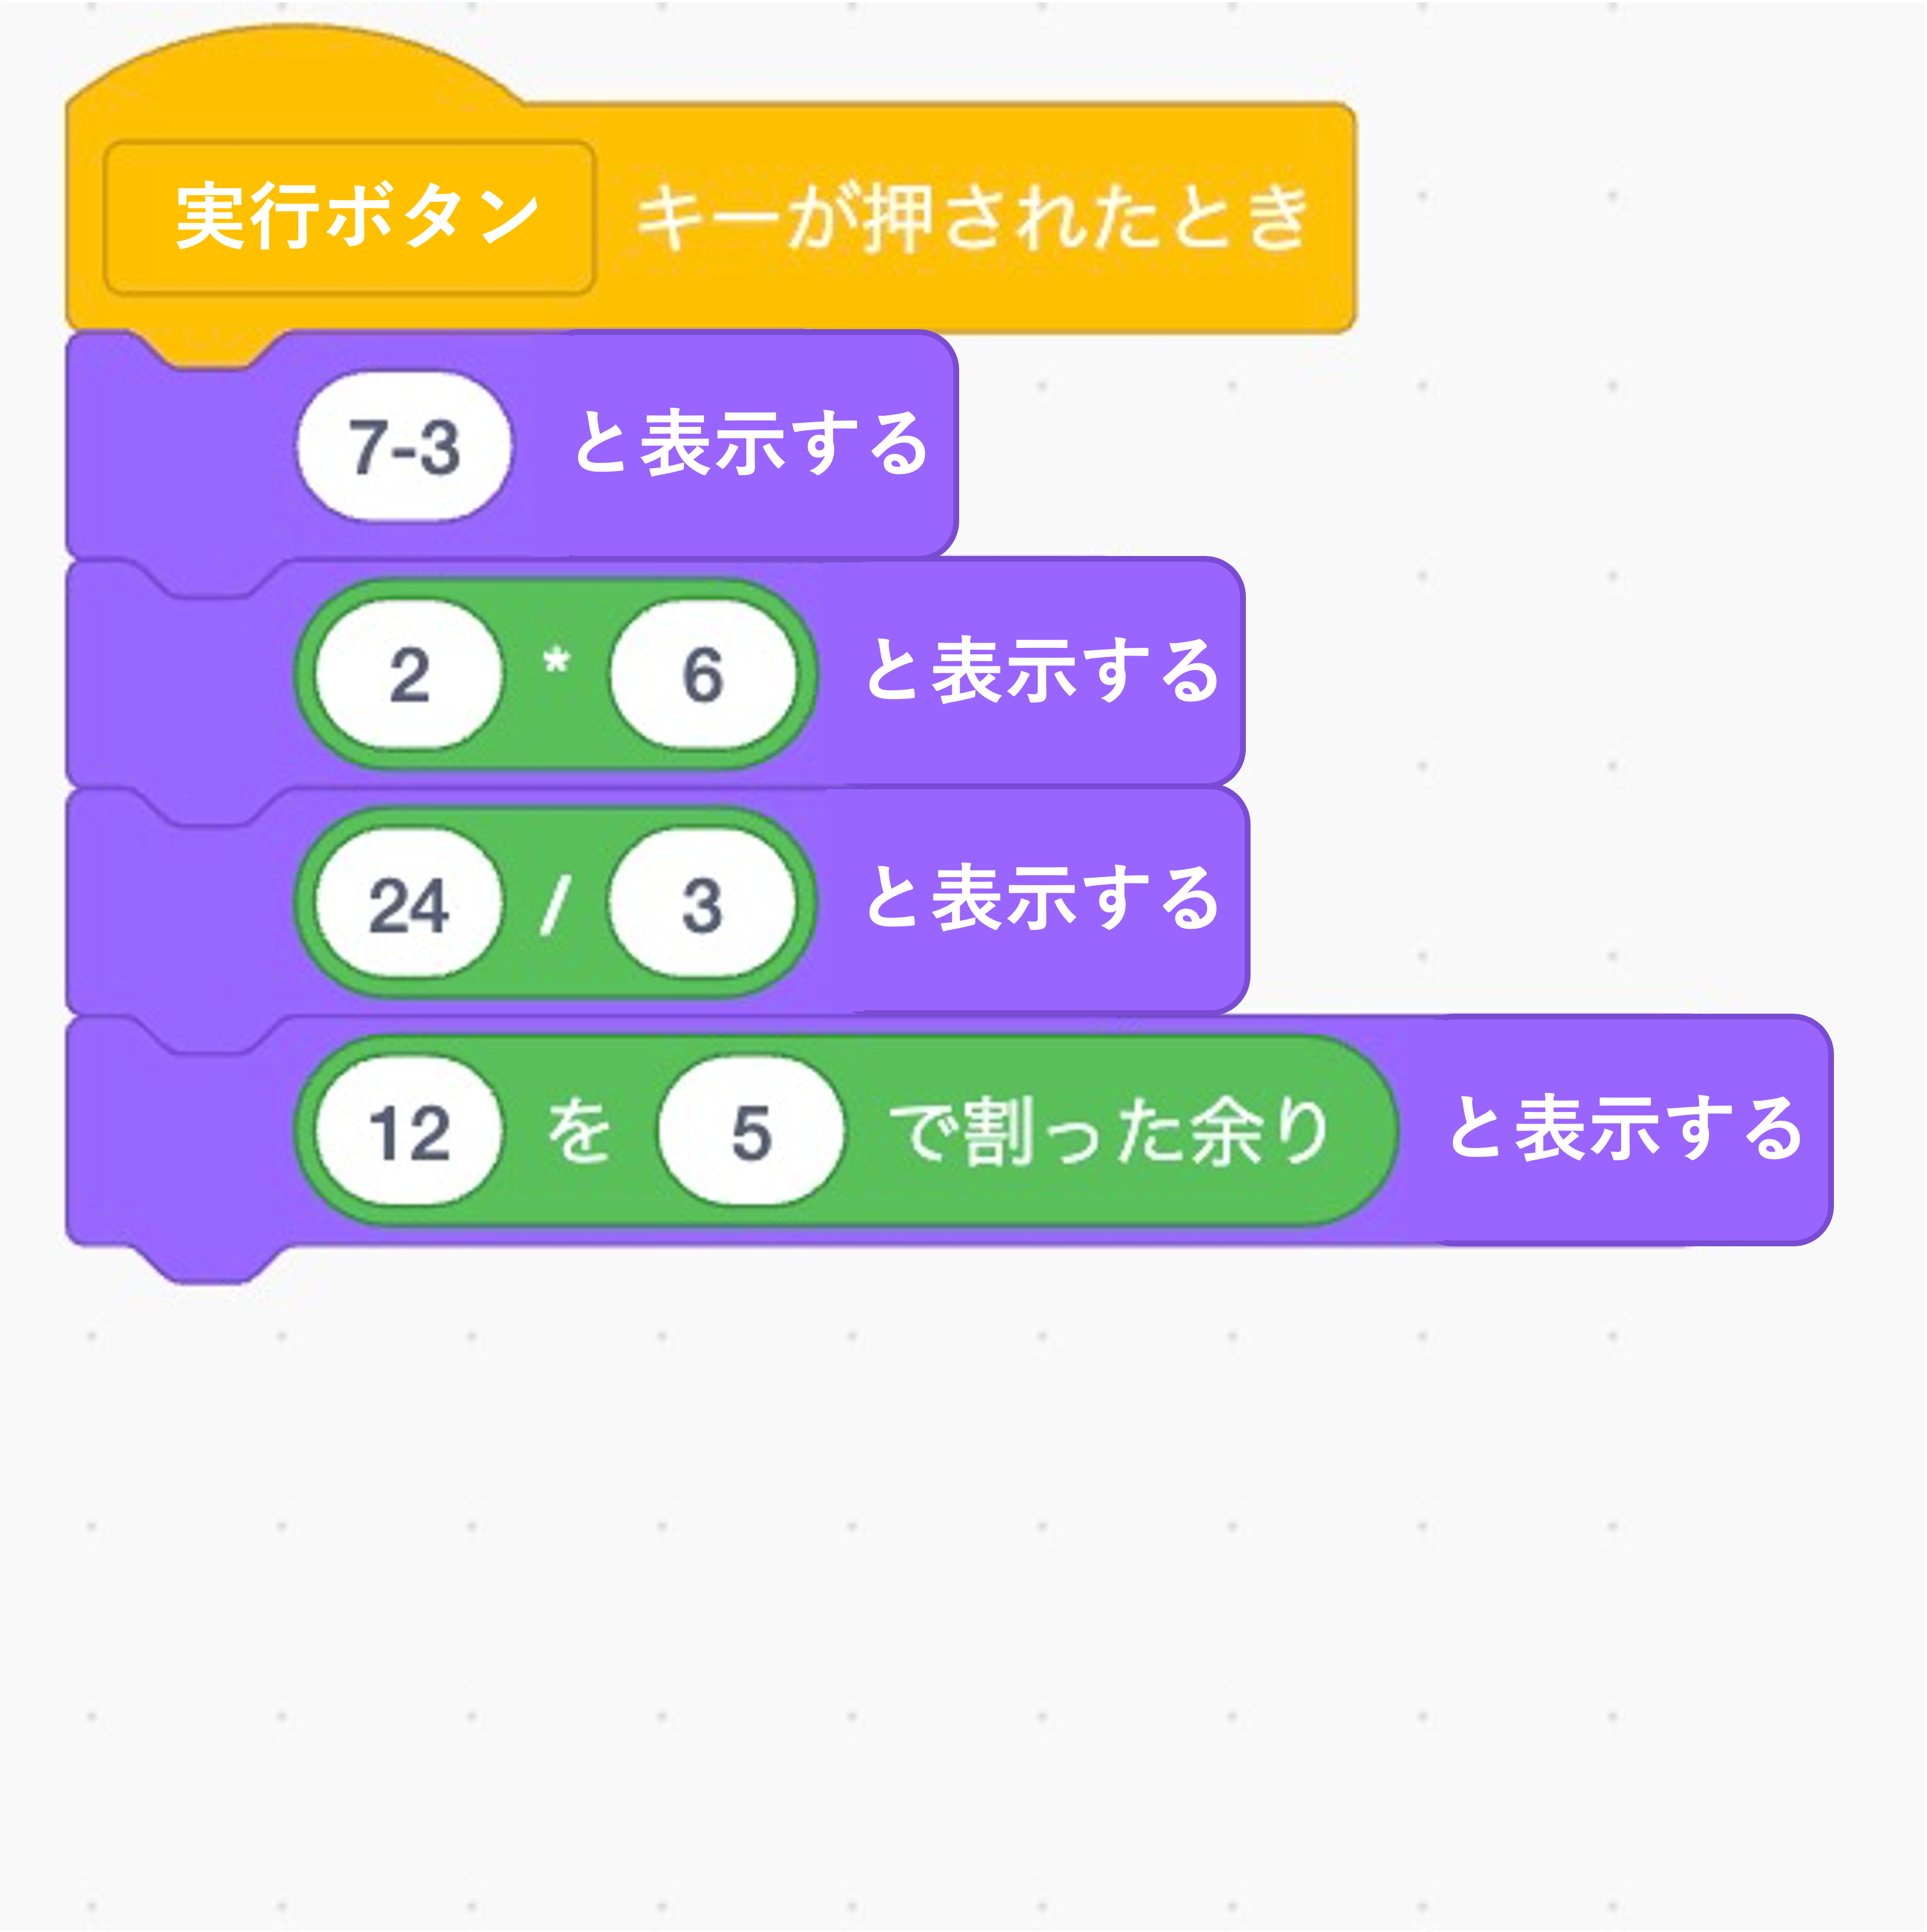 実行ボタン キーが押されたとき
7-3 と表示する
2 * 6 と表示する
24 / 3 と表示する
12 を 5 で割った余り と表示する